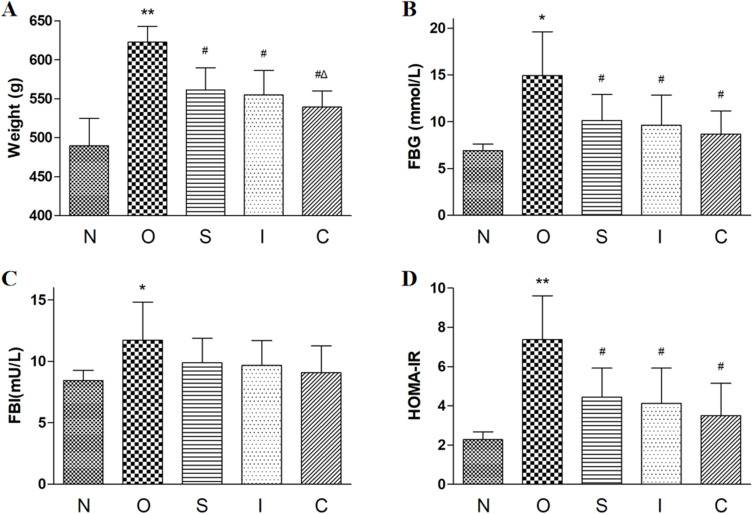 A
Weight (g)
650
600
550
500
450
400
**
#
#
#Δ
N O S I C
B
FBG (mmol/L)
20
15
10
5
0
*
#
#
#
N O S I C
C
FBI(mU/L)
15
10
5
0
*
N O S I C
D
HOMA-IR
10
8
6
4
2
0
**
#
#
#
N O S I C